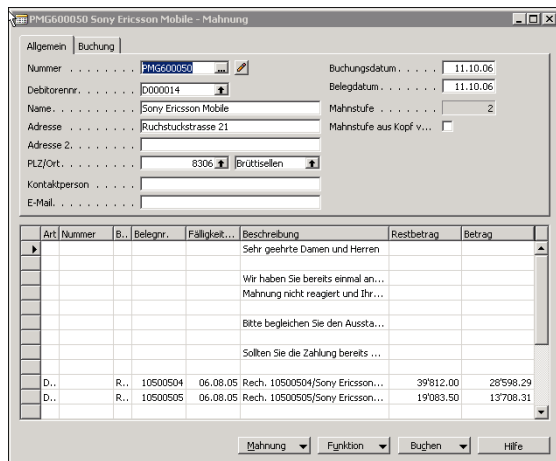 PMG600050 Sony Ericsson Mobile - Mahnung
Allgemein Buchung
Nummer . . . . . . . . PMG600050 ...
Debitorennr. . . . . . . . D000014
Name. . . . . . . . . . Sony Ericsson Mobile
Adresse . . . . . . . . Ruchstuckstrasse 21
Adresse 2. . . . . . . .
PLZ/Ort. . . . . . . . . 8306 Brüttisellen
Kontaktperson . . . . .
E-Mail. . . . . . . . . .
Buchungsdatum. . . . . 11.10.06
Belegdatum. . . . . . . 11.10.06
Mahnstufe . . . . . . . 2
Mahnstufe aus Kopf v...
Art Nummer B.. Belegnr. Fälligkeit... Beschreibung Restbetrag Betrag
Sehr geehrte Damen und Herren
Wir haben Sie bereits einmal an...
Mahnung nicht reagiert und Ihr...
Bitte begleichen Sie den Aussta...
Sollten Sie die Zahlung bereits ...
D.. R.. 10500504 06.08.05 Rech. 10500504/Sony Ericsson... 39'812.00 28'598.29
D.. R.. 10500505 06.08.05 Rech. 10500505/Sony Ericsson... 19'083.50 13'708.31
Mahnung Funktion Buchen Hilfe